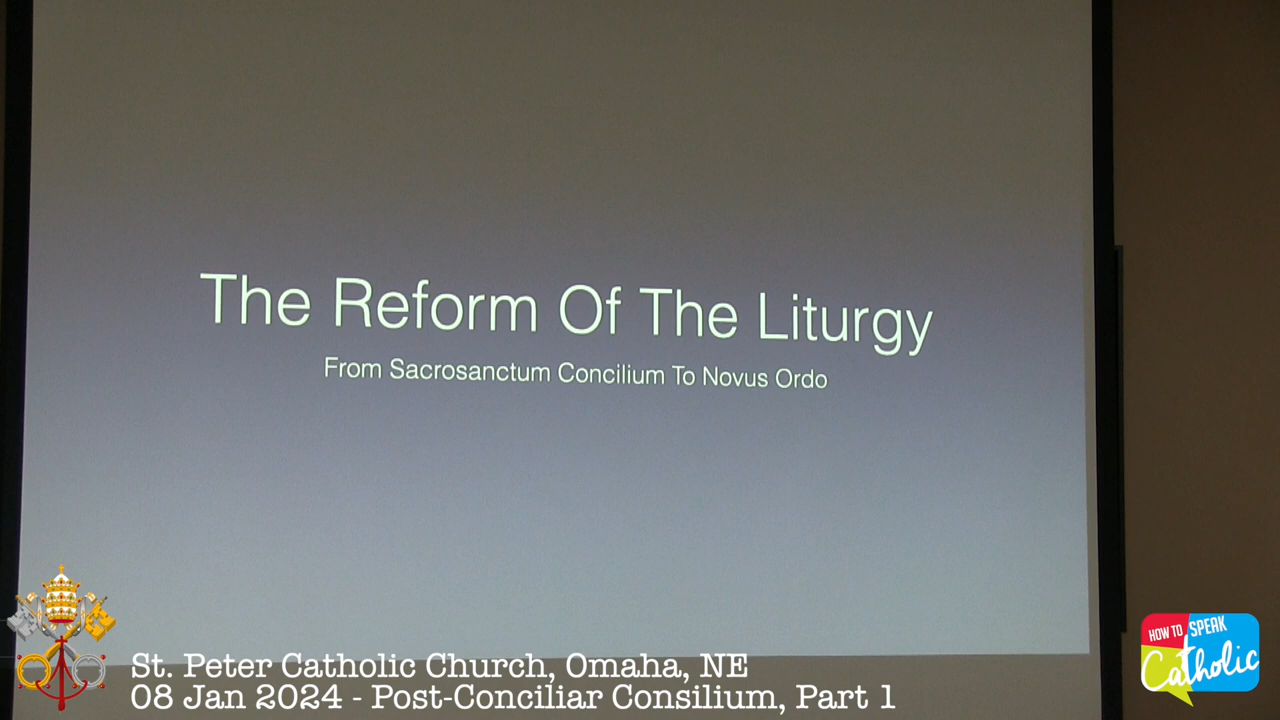 The Reform Of The Liturgy
From Sacrosanctum Concilium To Novus Ordo
St. Peter Catholic Church, Omaha, NE
08 Jan 2024 - Post-Conciliar Consilium, Part 1
HOW TO SPEAK
Catholic